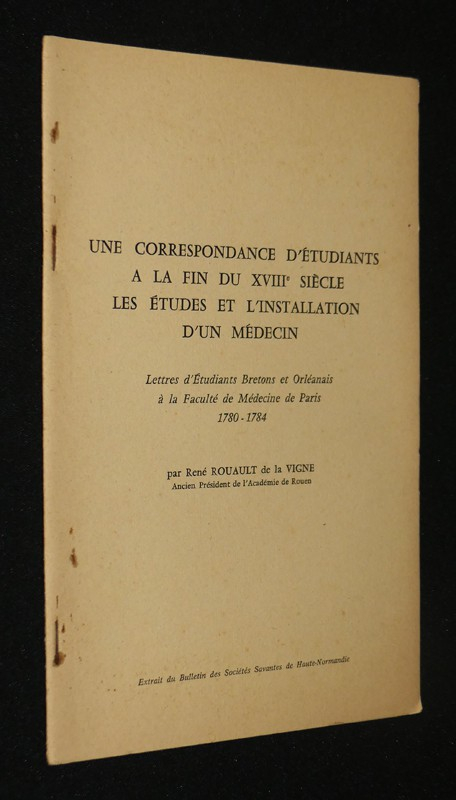 UNE CORRESPONDANCE D'ÉTUDIANTS
A LA FIN DU XVIIIe SIÈCLE
LES ÉTUDES ET L'INSTALLATION
D'UN MÉDECIN
Lettres d'Étudiants Bretons et Orléanais
à la Faculté de Médecine de Paris
1780-1784
par René ROUAULT de la VIGNE
Ancien Président de l'Académie de Rouen
Extrait du Bulletin des Sociétés Savantes de Haute-Normandie